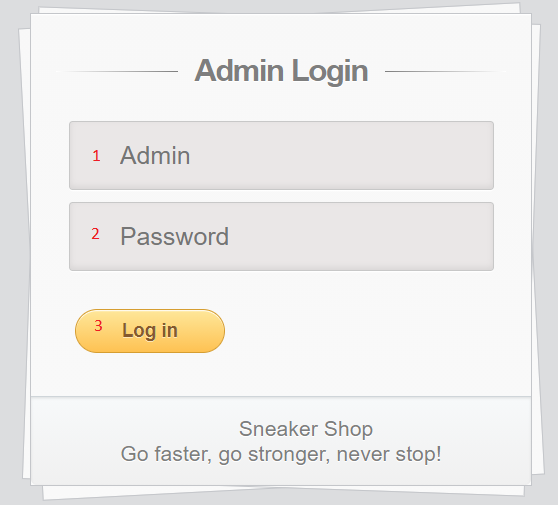 Admin Login
1 Admin
2 Password
3 Log in
Sneaker Shop
Go faster, go stronger, never stop!